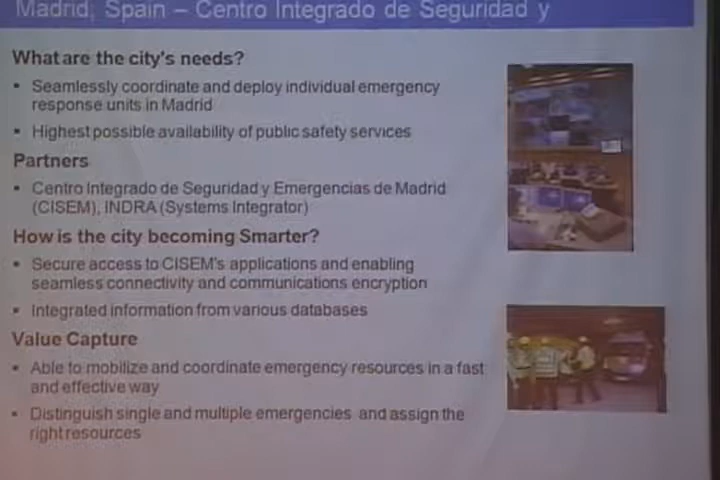 Madrid, Spain – Centro Integrado de Seguridad y
What are the city's needs?
▪ Seamlessly coordinate and deploy individual emergency
response units in Madrid
▪ Highest possible availability of public safety services
Partners
▪ Centro Integrado de Seguridad y Emergencias de Madrid
(CISEM), INDRA (Systems Integrator)
How is the city becoming Smarter?
▪ Secure access to CISEM's applications and enabling
seamless connectivity and communications encryption
▪ Integrated information from various databases
Value Capture
▪ Able to mobilize and coordinate emergency resources in a fast
and effective way
▪ Distinguish single and multiple emergencies and assign the
right resources